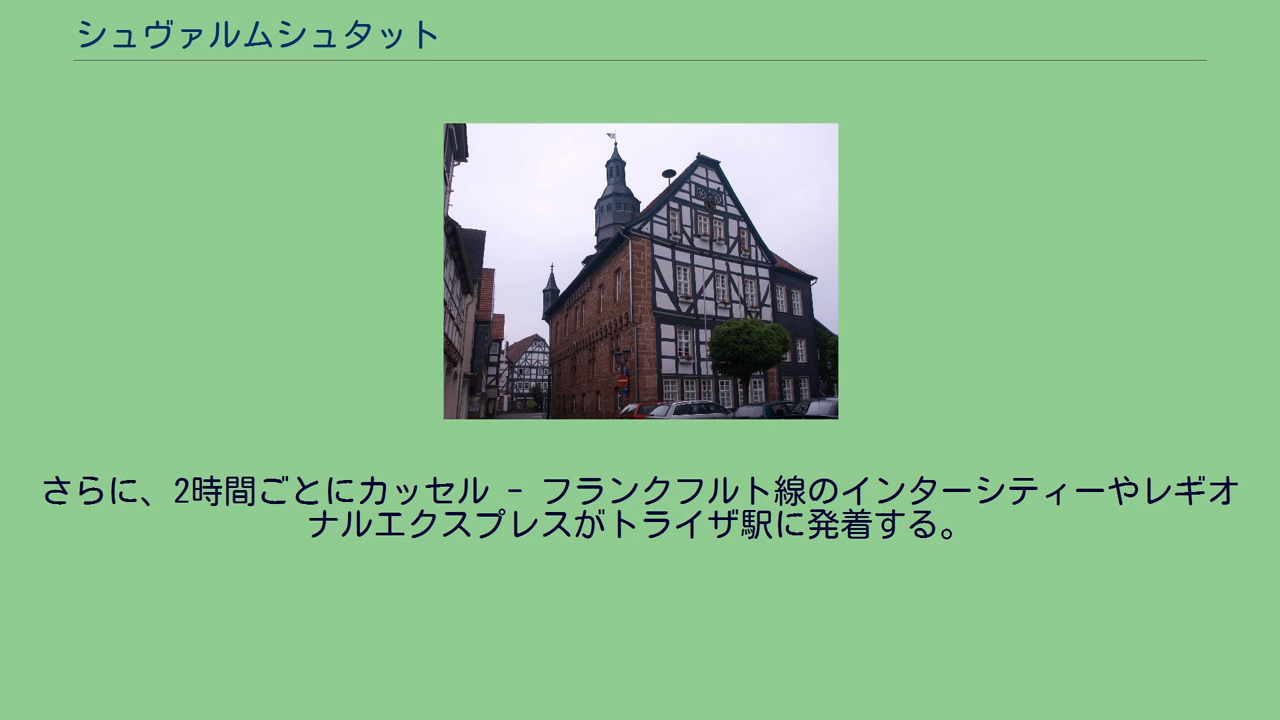 シュヴァルムシュタット
さらに、2時間ごとにカッセル - フランクフルト線のインターシティーやレギオ
ナルエクスプレスがトライザ駅に発着する。